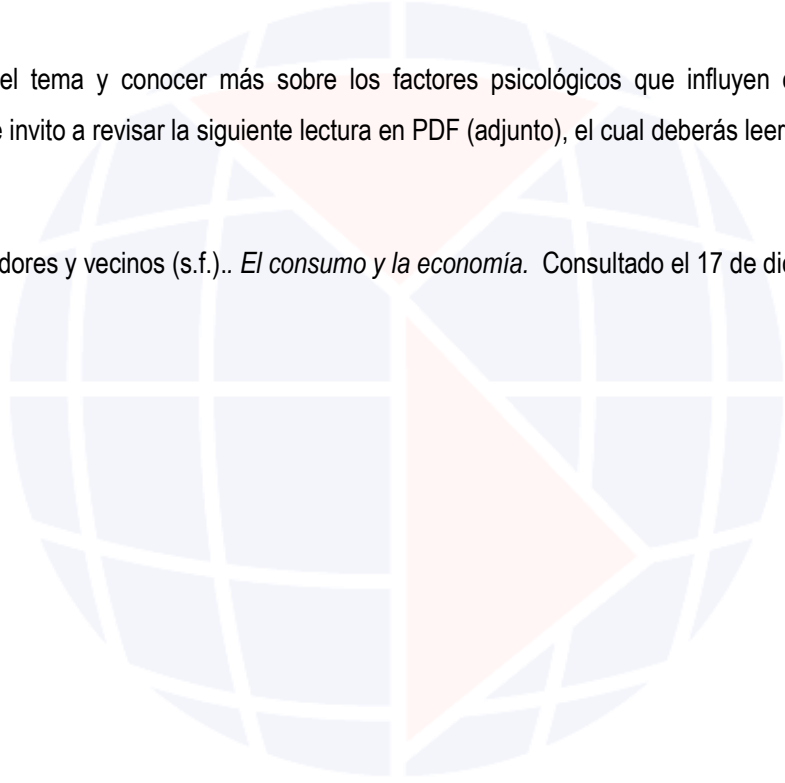 el tema y conocer más sobre los factores psicológicos que influyen
invito a revisar la siguiente lectura en PDF (adjunto), el cual deberás leer
dores y vecinos (s.f.).. El consumo y la economía. Consultado el 17 de